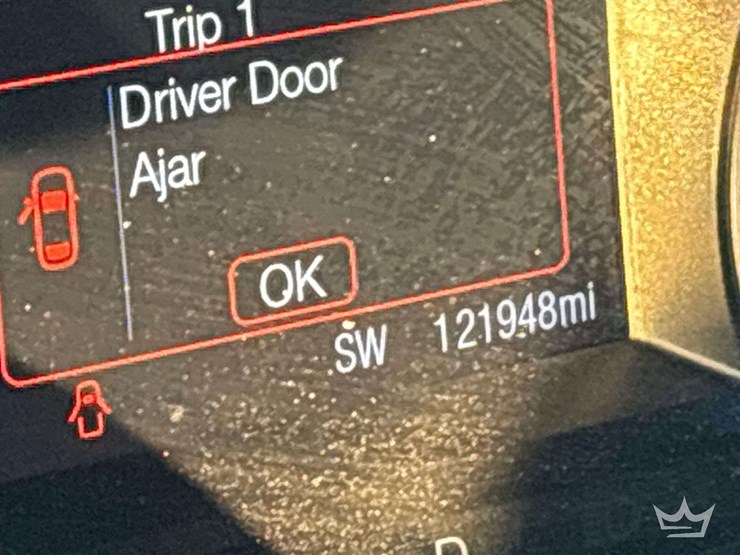 Trip 1
Driver Door
Ajar
OK
SW 121948mi